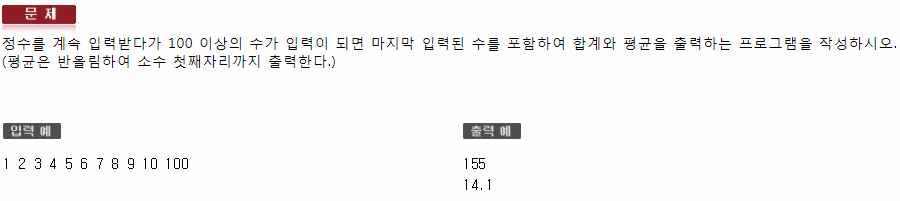 문 제
정수를 계속 입력받다가 100 이상의 수가 입력이 되면 마지막 입력된 수를 포함하여 합계와 평균을 출력하는 프로그램을 작성하시오.
(평균은 반올림하여 소수 첫째자리까지 출력한다.)
입력 예
1 2 3 4 5 6 7 8 9 10 100
출력 예
155
14.1